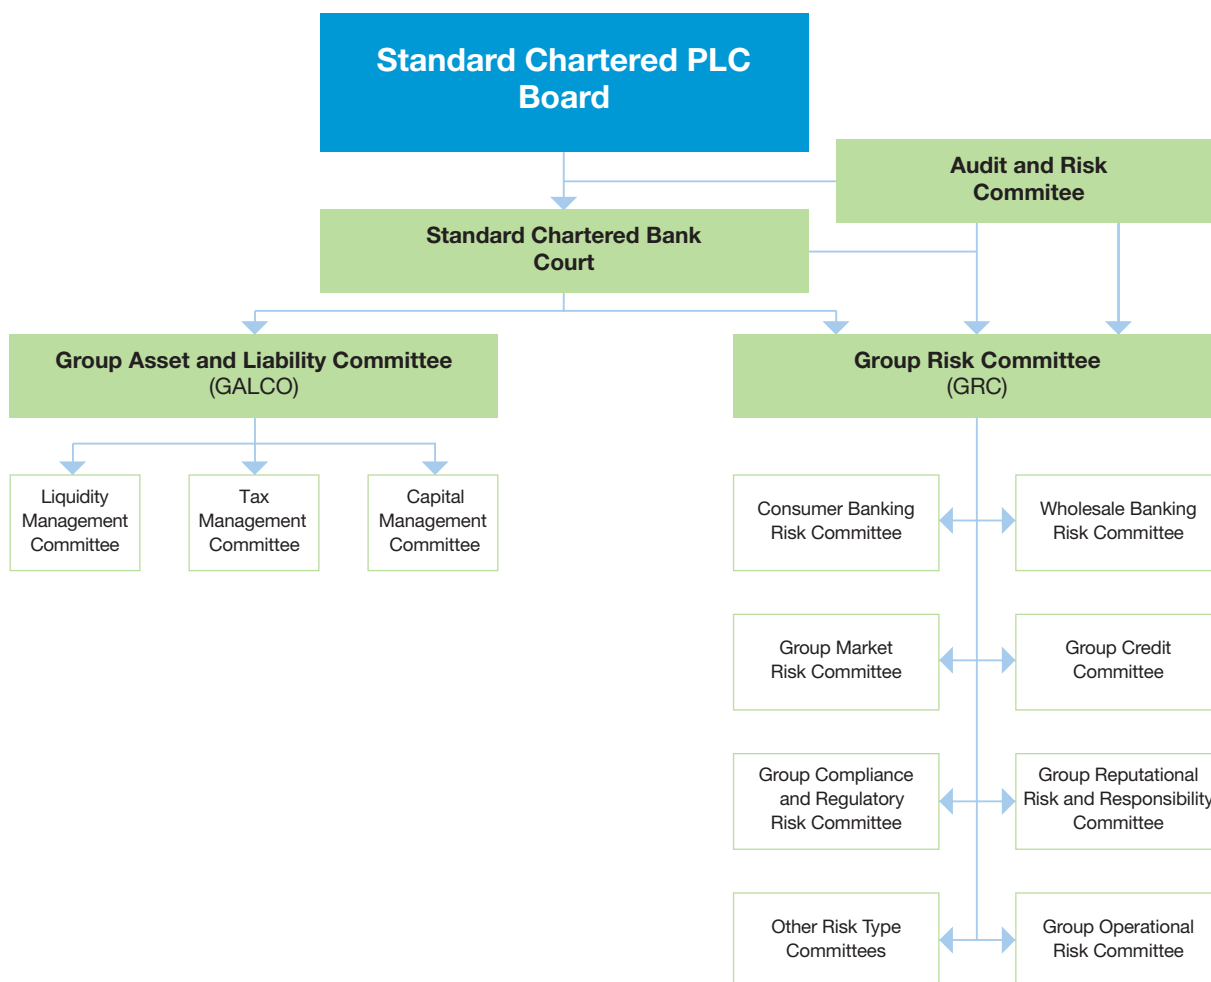 Standard Chartered PLC
Board
Audit and Risk
Commitee
Standard Chartered Bank
Court
Group Asset and Liability Committee
(GALCO)
Group Risk Committee
(GRC)
Liquidity
Management
Committee
Tax
Management
Committee
Capital
Management
Committee
Consumer Banking
Risk Committee
Wholesale Banking
Risk Committee
Group Market
Risk Committee
Group Credit
Committee
Group Compliance
and Regulatory
Risk Committee
Group Reputational
Risk and Responsibility
Committee
Other Risk Type
Committees
Group Operational
Risk Committee